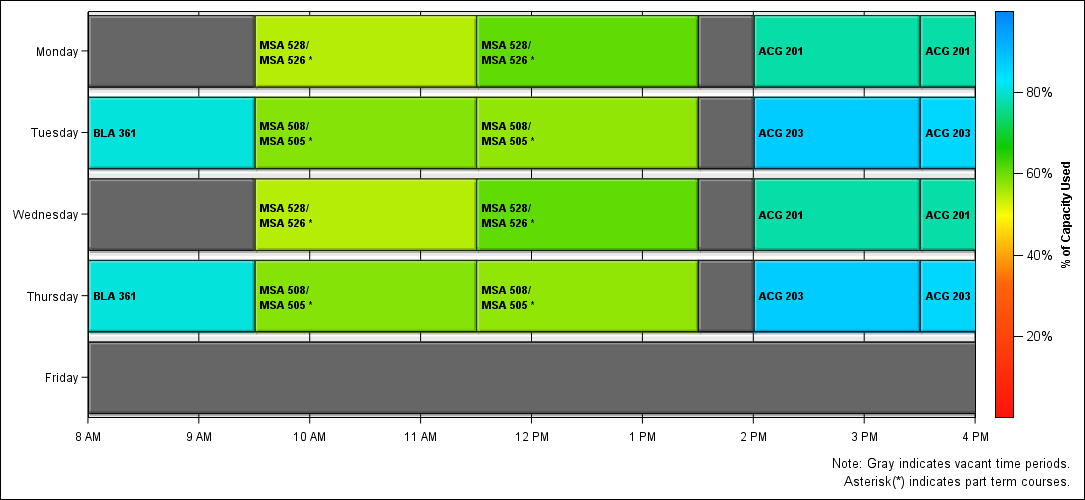 Monday
MSA 528/
MSA 526 *
MSA 528/
MSA 526 *
ACG 201
ACG 201
Tuesday
BLA 361
MSA 508/
MSA 505 *
MSA 508/
MSA 505 *
ACG 203
ACG 203
Wednesday
MSA 528/
MSA 526 *
MSA 528/
MSA 526 *
ACG 201
ACG 201
Thursday
BLA 361
MSA 508/
MSA 505 *
MSA 508/
MSA 505 *
ACG 203
ACG 203
Friday
8 AM
9 AM
10 AM
11 AM
12 PM
1 PM
2 PM
3 PM
4 PM
80%
60%
40%
20%
% of Capacity Used
Note: Gray indicates vacant time periods.
Asterisk(*) indicates part term courses.